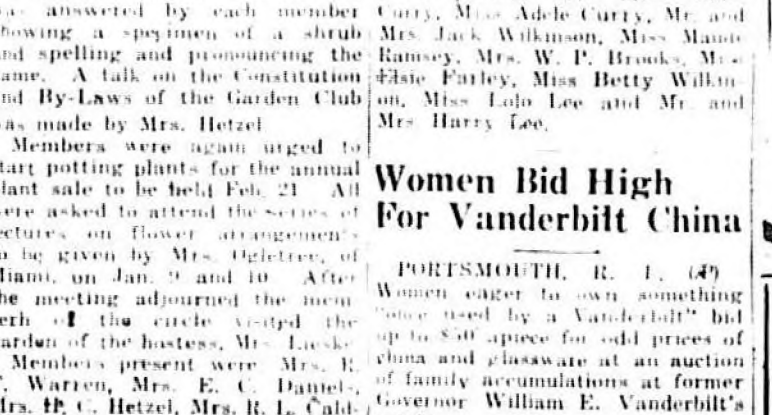 was answered by each member
showing a specimen of a shrub
and spelling and pronouncing the
name. A talk on the Constitution
and By-Laws of the Garden Club
was made by Mrs. Hetzel
Members were again urged to
start potting plants for the annual
plant sale to be held Feb. 21 All
were asked to attend the series of
lectures on flower arrangements
to be given by Mrs. Ogletree, of
Miami, on Jan. 9 and 10 After
the meeting adjourned the mem
bers of the circle visited the
garden of the hostess, Mrs. Lieske
Members present were Mrs. R.
Warren, Mrs. E. C. Daniels,
Mrs. H. C. Hetzel, Mrs. R. L. Cald-
Curry, Miss Adele Curry, Mr. and
Mrs. Jack Wilkinson, Miss Maude
Ramsey, Mrs. W. P. Brooks, Miss
Elsie Farley, Miss Betty Wilkin-
son, Miss Lolo Lee and Mr. and
Mrs Harry Lee.
Women Bid High
For Vanderbilt China
PORTSMOUTH, R. I. (AP)
Women eager to own something
"once used by a Vanderbilt" bid
up to $50 apiece for odd prices of
china and glassware at an auction
of family accumulations at former
Governor William E. Vanderbilt's